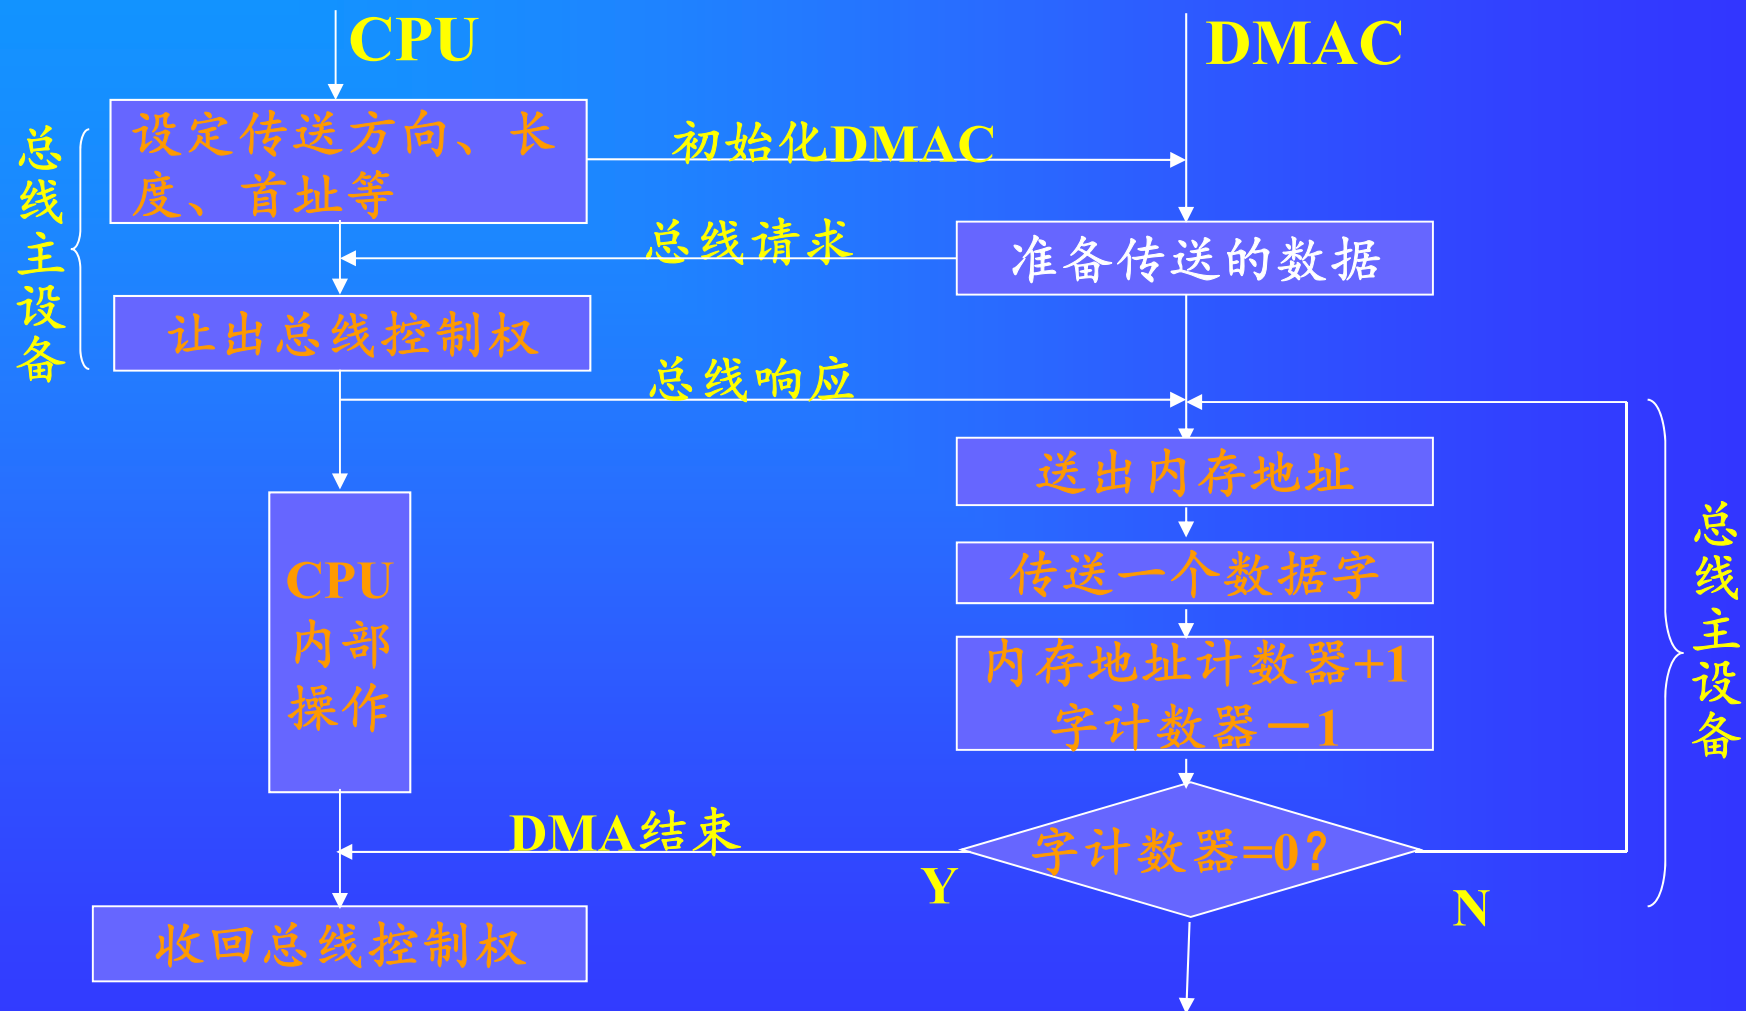 CPU
DMAC
设定传送方向、长
度、首址等
初始化DMAC
总线主设备
总线请求
准备传送的数据
让出总线控制权
总线响应
送出内存地址
传送一个数据字
CPU
内部
操作
内存地址计数器+1
字计数器－1
总线主设备
DMA结束
字计数器=0?
Y
N
收回总线控制权